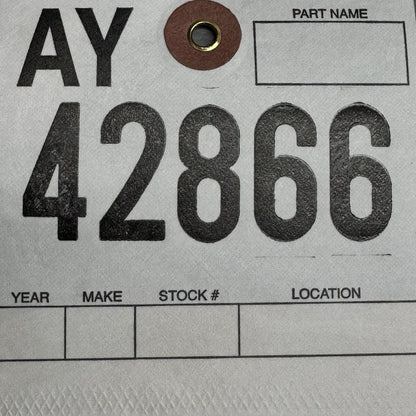 AY
PART NAME
42866
YEAR MAKE STOCK # LOCATION